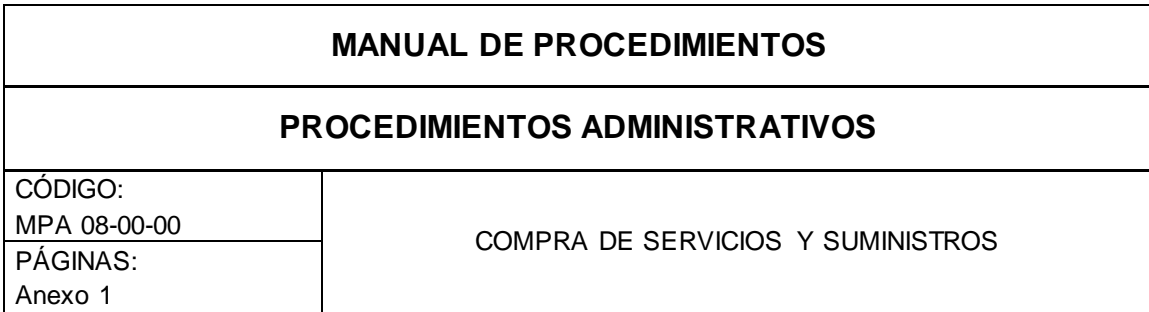 MANUAL DE PROCEDIMIENTOS
PROCEDIMIENTOS ADMINISTRATIVOS
CÓDIGO:
MPA 08-00-00
COMPRA DE SERVICIOS Y SUMINISTROS
PÁGINAS:
Anexo 1